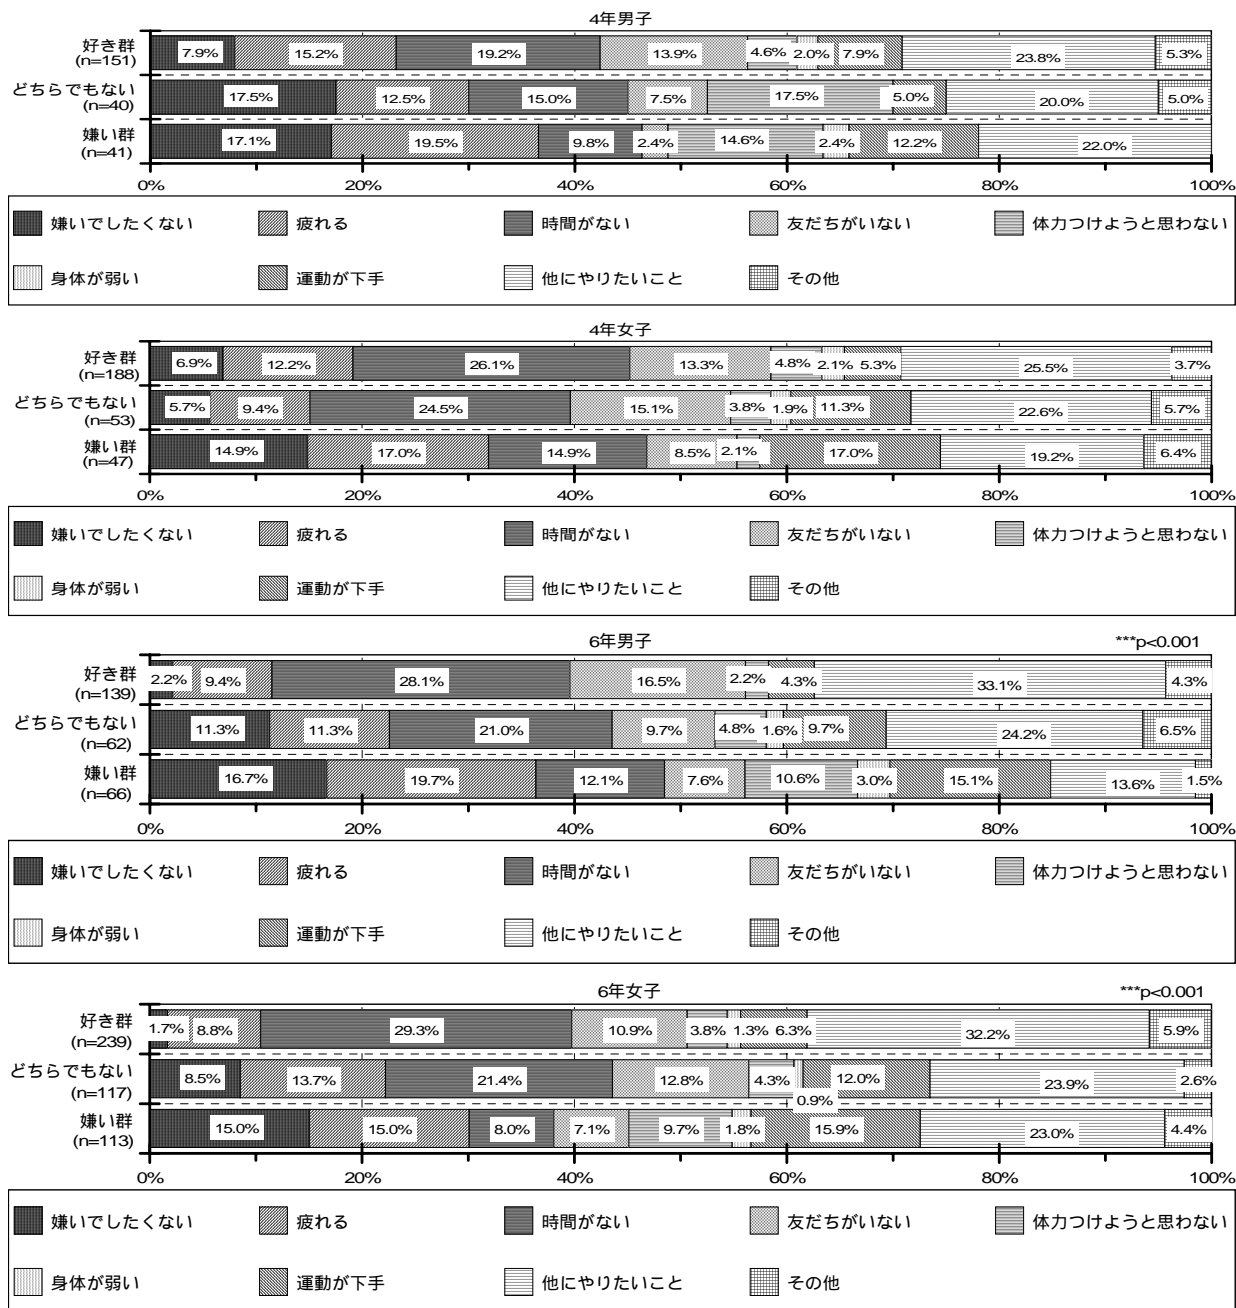 4年男子
好き群
(n=151)
7.9% 15.2% 19.2% 13.9% 4.6% 2.0% 7.9% 23.8% 5.3%
どちらでもない
(n=40)
17.5% 12.5% 15.0% 7.5% 17.5% 5.0% 20.0% 5.0%
嫌い群
(n=41)
17.1% 19.5% 9.8% 2.4% 14.6% 2.4% 12.2% 22.0%
0% 20% 40% 60% 80% 100%
嫌いでしたくない 疲れる 時間がない 友だちがいない 体力つけようと思わない
身体が弱い 運動が下手 他にやりたいこと その他
4年女子
好き群
(n=188)
6.9% 12.2% 26.1% 13.3% 4.8% 2.1% 5.3% 25.5% 3.7%
どちらでもない
(n=53)
5.7% 9.4% 24.5% 15.1% 3.8% 1.9% 11.3% 22.6% 5.7%
嫌い群
(n=47)
14.9% 17.0% 14.9% 8.5% 2.1% 17.0% 19.2% 6.4%
0% 20% 40% 60% 80% 100%
嫌いでしたくない 疲れる 時間がない 友だちがいない 体力つけようと思わない
身体が弱い 運動が下手 他にやりたいこと その他
6年男子 ***p<0.001
好き群
(n=139)
2.2% 9.4% 28.1% 16.5% 2.2% 4.3% 33.1% 4.3%
どちらでもない
(n=62)
11.3% 11.3% 21.0% 9.7% 4.8% 1.6% 9.7% 24.2% 6.5%
嫌い群
(n=66)
16.7% 19.7% 12.1% 7.6% 10.6% 3.0% 15.1% 13.6% 1.5%
0% 20% 40% 60% 80% 100%
嫌いでしたくない 疲れる 時間がない 友だちがいない 体力つけようと思わない
身体が弱い 運動が下手 他にやりたいこと その他
6年女子 ***p<0.001
好き群
(n=239)
1.7% 8.8% 29.3% 10.9% 3.8% 1.3% 6.3% 32.2% 5.9%
どちらでもない
(n=117)
8.5% 13.7% 21.4% 12.8% 4.3% 0.9% 12.0% 23.9% 2.6%
嫌い群
(n=113)
15.0% 15.0% 8.0% 7.1% 9.7% 1.8% 15.9% 23.0% 4.4%
0% 20% 40% 60% 80% 100%
嫌いでしたくない 疲れる 時間がない 友だちがいない 体力つけようと思わない
身体が弱い 運動が下手 他にやりたいこと その他